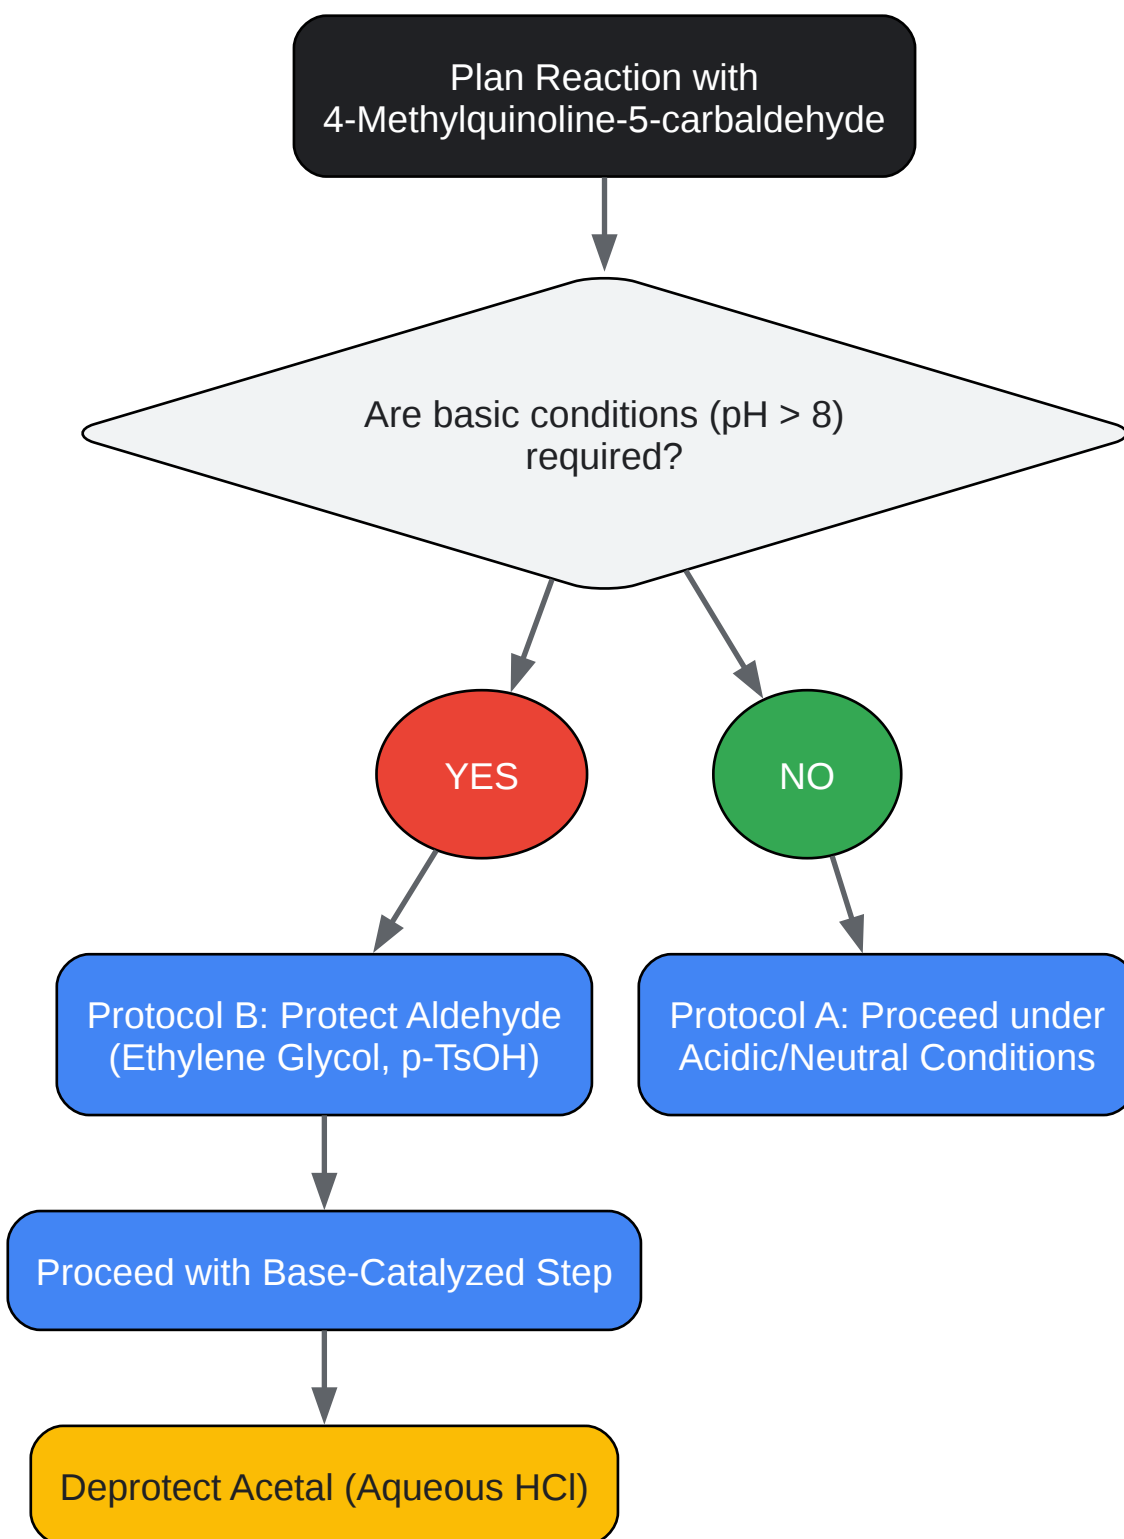 Plan Reaction with
4-Methylquinoline-5-carbaldehyde
Are basic conditions (pH > 8)
required?
YES
NO
Protocol B: Protect Aldehyde
(Ethylene Glycol, p-TsOH)
Protocol A: Proceed under
Acidic/Neutral Conditions
Proceed with Base-Catalyzed Step
Deprotect Acetal (Aqueous HCl)